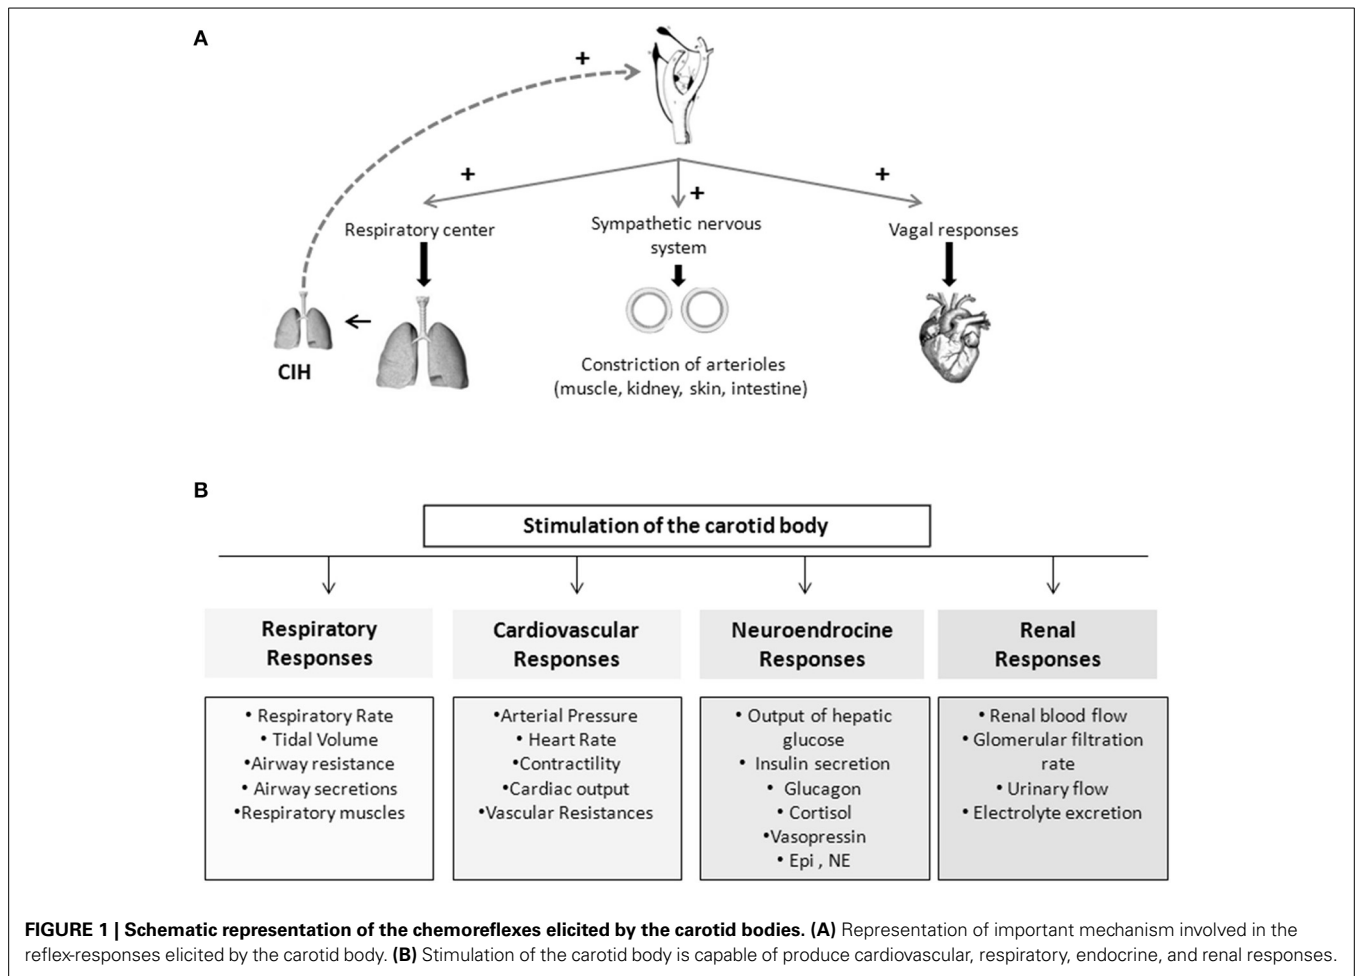 A
+
+
+
+
Respiratory center
Sympathetic nervous
system
Vagal responses
CIH
Constriction of arterioles
(muscle, kidney, skin, intestine)
B
Stimulation of the carotid body
Respiratory
Responses
• Respiratory Rate
• Tidal Volume
•Airway resistance
• Airway secretions
•Respiratory muscles
Cardiovascular
Responses
•Arterial Pressure
• Heart Rate
•Contractility
•Cardiac output
•Vascular Resistances
Neuroendocrine
Responses
• Output of hepatic
glucose
• Insulin secretion
• Glucagon
• Cortisol
•Vasopressin
• Epi , NE
Renal
Responses
• Renal blood flow
• Glomerular filtration
rate
• Urinary flow
• Electrolyte excretion
FIGURE 1 | Schematic representation of the chemoreflexes elicited by the carotid bodies. (A) Representation of important mechanism involved in the
reflex-responses elicited by the carotid body. (B) Stimulation of the carotid body is capable of produce cardiovascular, respiratory, endocrine, and renal responses.